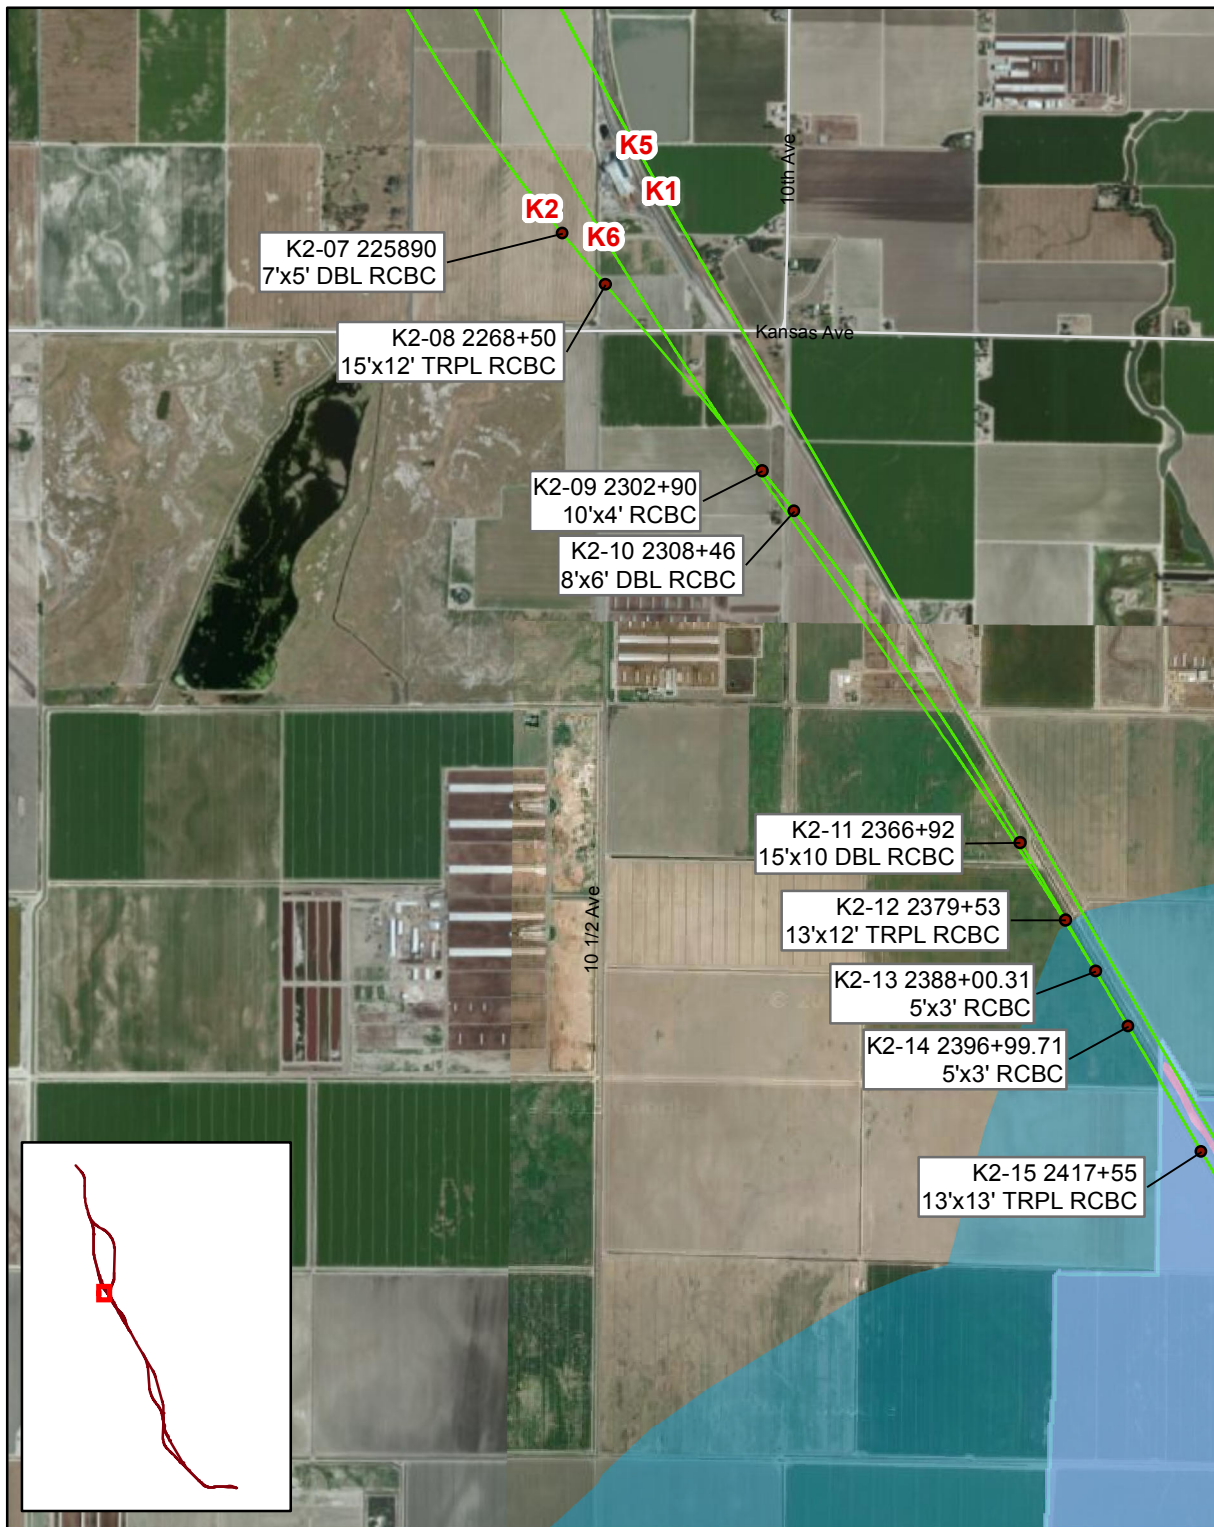 K5
10th Ave
K1
K2
K6
K2-07 225890
7'x5' DBL RCBC
K2-08 2268+50
15'x12' TRPL RCBC
Kansas Ave
K2-09 2302+90
10'x4' RCBC
K2-10 2308+46
8'x6' DBL RCBC
K2-11 2366+92
15'x10 DBL RCBC
10 1/2 Ave
K2-12 2379+53
13'x12' TRPL RCBC
K2-13 2388+00.31
5'x3' RCBC
K2-14 2396+99.71
5'x3' RCBC
K2-15 2417+55
13'x13' TRPL RCBC